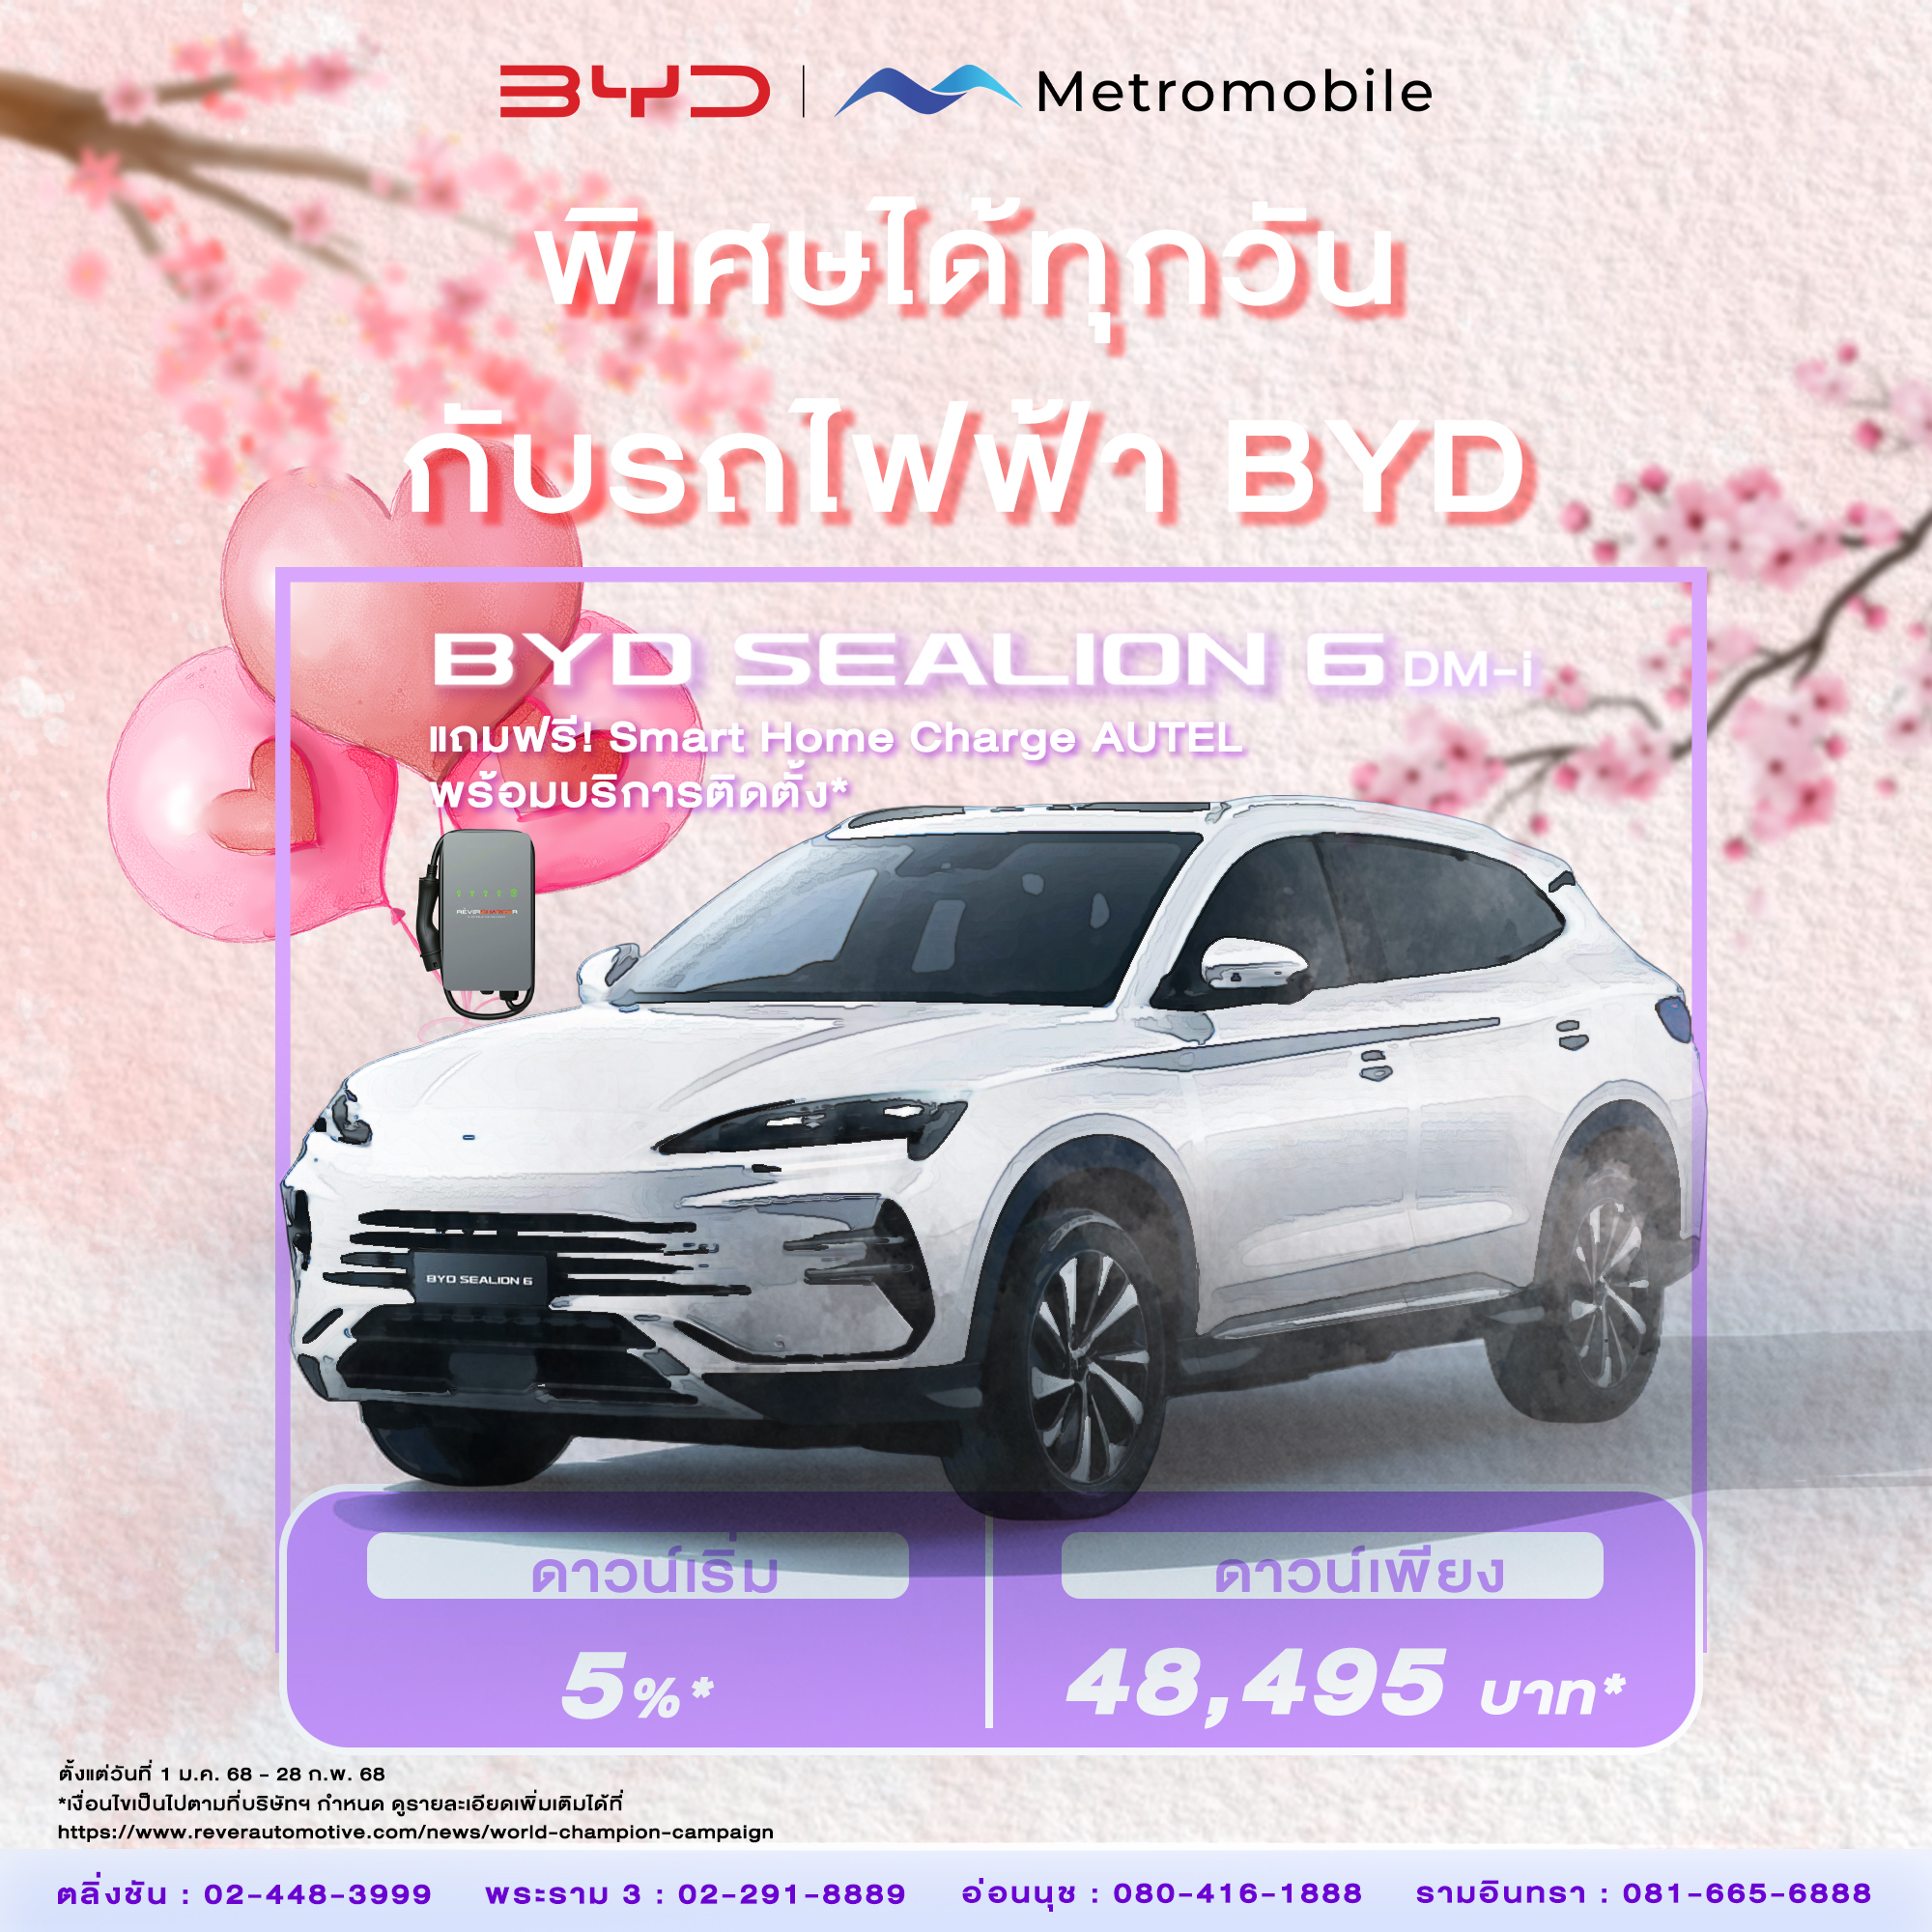 BYD | Metromobile
พิเศษได้ทุกวัน
กับรถไฟฟ้า BYD
BYD SEALION 6 DM-i
แถมฟรี! Smart Home Charge AUTEL
พร้อมบริการติดตั้ง*
BYD SEALION 6
ดาวน์เริ่ม
5%*
ดาวน์เพียง
48,495 บาท*
ตั้งแต่วันที่ 1 ม.ค. 68 - 28 ก.พ. 68
*เงื่อนไขเป็นไปตามที่บริษัทฯ กำหนด ดูรายละเอียดเพิ่มเติมได้ที่
https://www.reverautomotive.com/news/world-champion-campaign
ตลิ่งชัน : 02-448-3999 พระราม 3 : 02-291-8889 อ่อนนุช : 080-416-1888 รามอินทรา : 081-665-6888